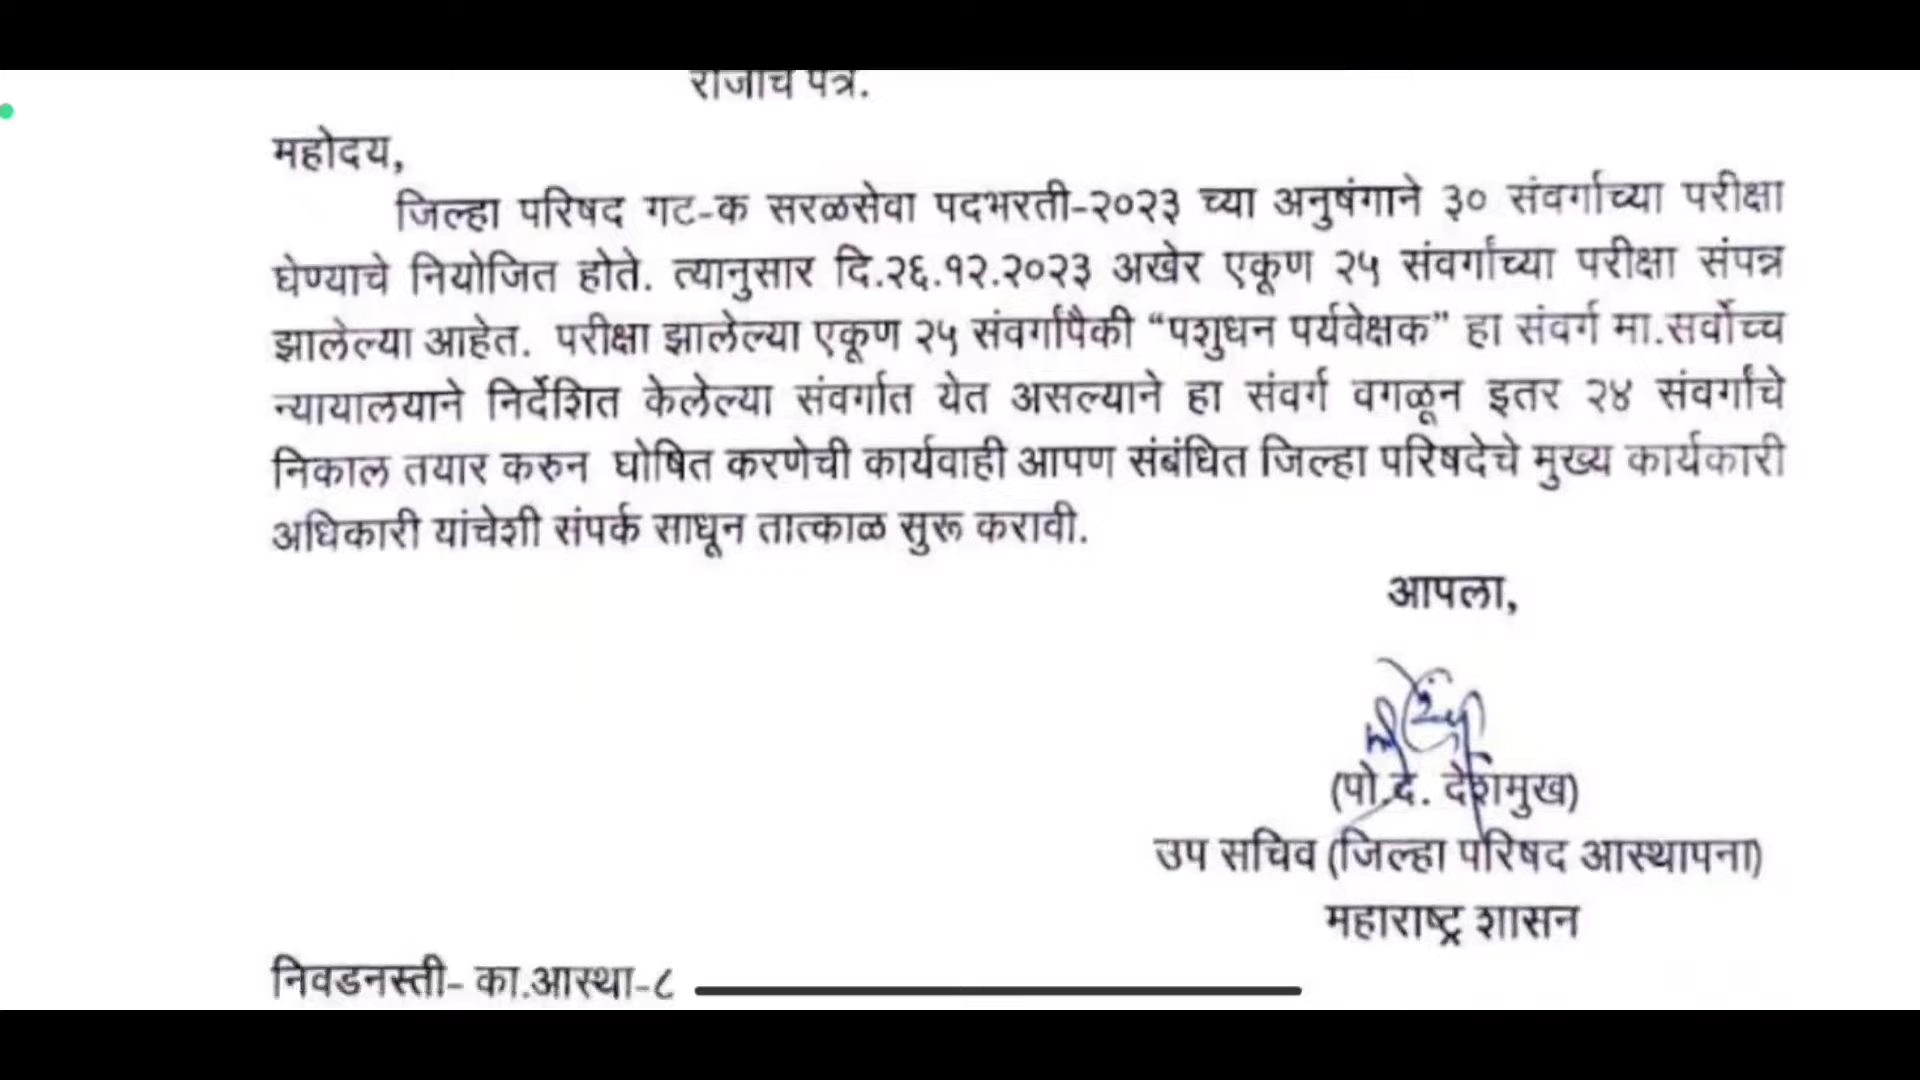 रोजीचे पत्र.
महोदय,
जिल्हा परिषद गट-क सरळसेवा पदभरती-२०२३ च्या अनुषंगाने ३० संवर्गाच्या परीक्षा
घेण्याचे नियोजित होते. त्यानुसार दि.२६.१२.२०२३ अखेर एकूण २५ संवर्गांच्या परीक्षा संपन्न
झालेल्या आहेत. परीक्षा झालेल्या एकूण २५ संवर्गांपैकी “पशुधन पर्यवेक्षक” हा संवर्ग मा.सर्वोच्च
न्यायालयाने निर्देशित केलेल्या संवर्गात येत असल्याने हा संवर्ग वगळून इतर २४ संवर्गांचे
निकाल तयार करुन घोषित करणेची कार्यवाही आपण संबंधित जिल्हा परिषदेचे मुख्य कार्यकारी
अधिकारी यांचेशी संपर्क साधून तात्काळ सुरू करावी.
आपला,
(पो.दे. देशमुख)
उप सचिव (जिल्हा परिषद आस्थापना)
महाराष्ट्र शासन
निवडनस्ती- का.आस्था-८